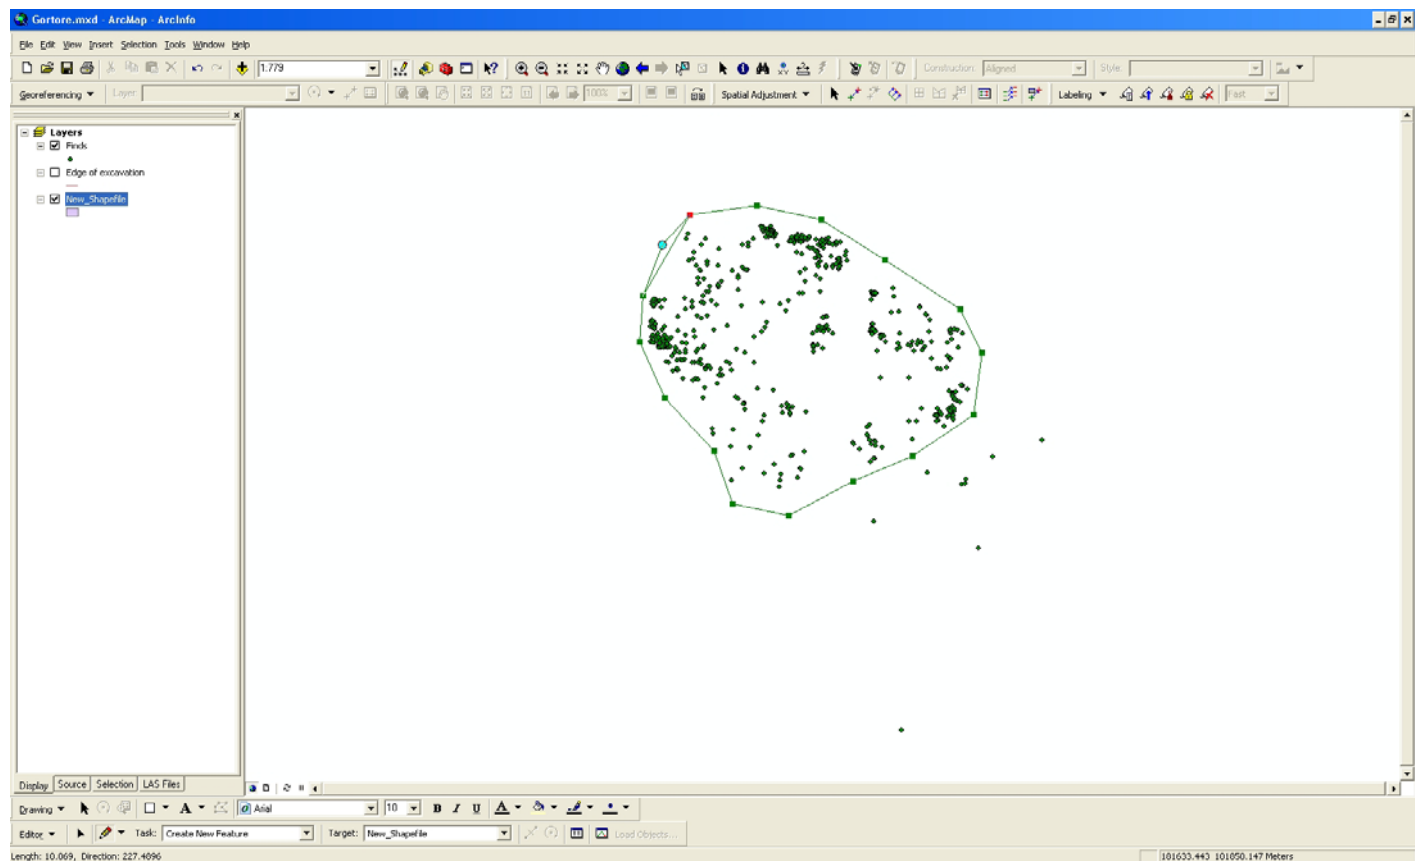 Gortore.mxd - ArcMap - ArcInfo
File Edit View Insert Selection Tools Window Help
1.779
Construction: Aligned Style:
Georeferencing Layer: 100% Spatial Adjustment Labeling Fast
Layers
Finds
Edge of excavation
New_Shapefile
Display Source Selection LAS Files
Drawing A Arial 10 B I U A
Editor Task: Create New Feature Target: New_Shapefile Load Objects...
Length: 10.069, Direction: 227.4096 101633.443 101050.147 Meters